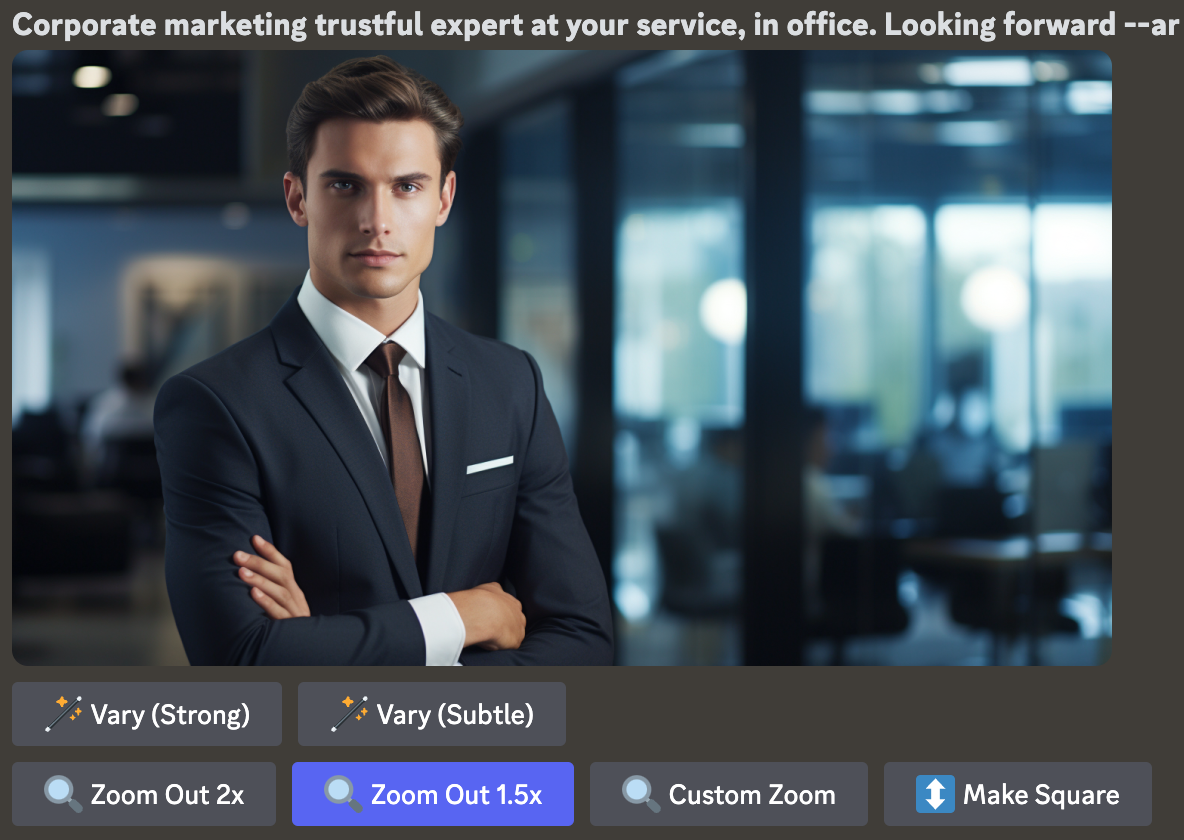 Corporate marketing trustful expert at your service, in office. Looking forward --ar
Vary (Strong)
Vary (Subtle)
Zoom Out 2x
Zoom Out 1.5x
Custom Zoom
Make Square